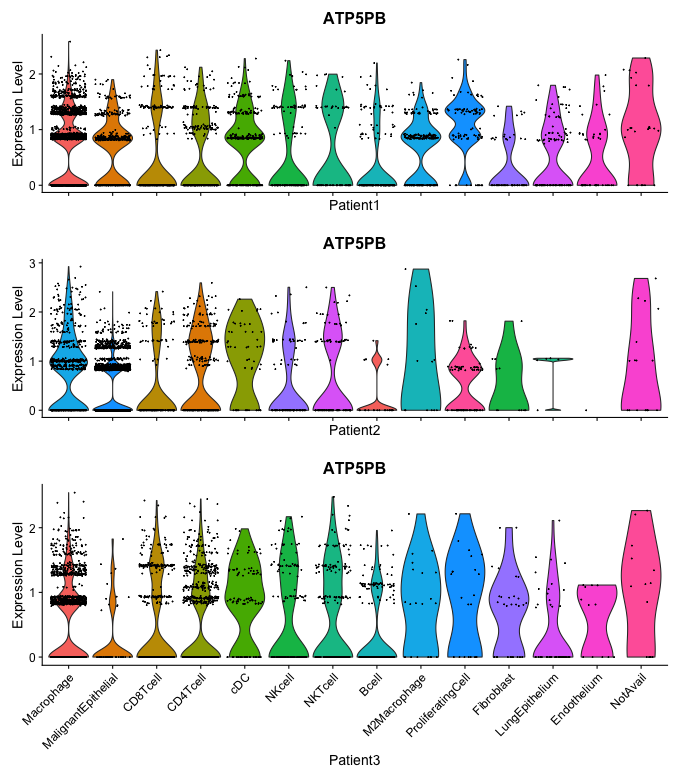 ATP5PB
Expression Level
2
1
0
Patient1
ATP5PB
Expression Level
3
2
1
0
Patient2
ATP5PB
Expression Level
2
1
0
Macrophage
MalignantEpithelial
CD8Tcell
CD4Tcell
cDC
NKcell
NKTcell
Bcell
M2Macrophage
ProliferatingCell
Fibroblast
LungEpithelium
Endothelium
NotAvail
Patient3